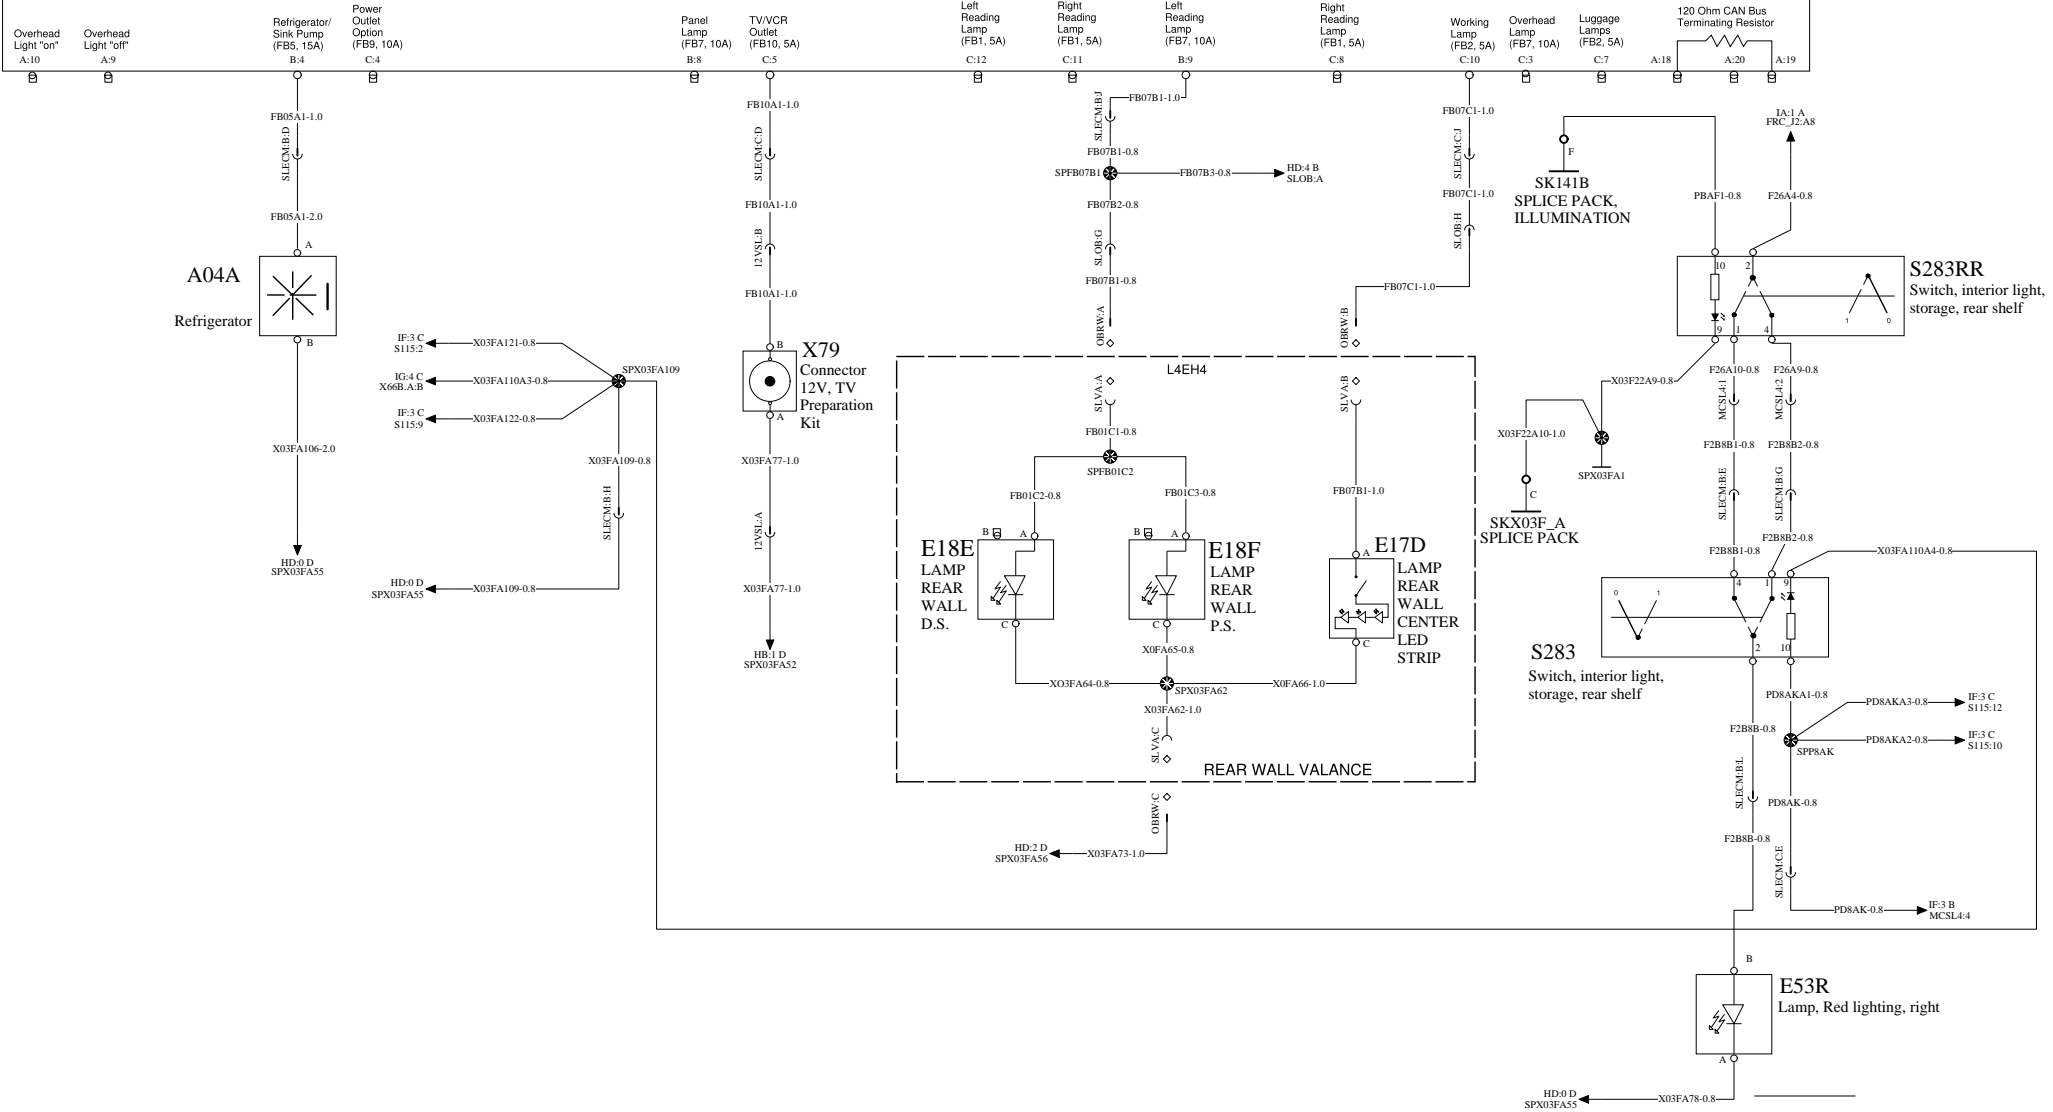 Overhead
Light "on"
A:10
Overhead
Light "off"
A:9
Refrigerator/
Sink Pump
(FB5, 15A)
B:4
Power
Outlet
Option
(FB9, 10A)
C:4
Panel
Lamp
(FB7, 10A)
B:8
TV/VCR
Outlet
(FB10, 5A)
C:5
Left
Reading
Lamp
(FB1, 5A)
C:12
Right
Reading
Lamp
(FB1, 5A)
C:11
Left
Reading
Lamp
(FB7, 10A)
B:9
Right
Reading
Lamp
(FB1, 5A)
C:8
Working
Lamp
(FB2, 5A)
C:10
Overhead
Lamp
(FB7, 10A)
C:3
Luggage
Lamps
(FB2, 5A)
C:7
120 Ohm CAN Bus
Terminating Resistor
A:18
A:20
A:19
FB05A1-1.0
SLECM:B:D
FB05A1-2.0
A
A04A
Refrigerator
B
X03FA106-2.0
HD:0 D
SPX03FA55
IF:3 C
S115:2
X03FA121-0.8
IG:4 C
X66B.A:B
X03FA110A3-0.8
IF:3 C
S115:9
X03FA122-0.8
SPX03FA109
X03FA109-0.8
SLECM:B:H
HD:0 D
SPX03FA55
X03FA109-0.8
FB10A1-1.0
SLECM:C:D
FB10A1-1.0
12VSL:B
FB10A1-1.0
B
X79
Connector
12V, TV
Preparation
Kit
A
X03FA77-1.0
12VSL:A
X03FA77-1.0
HB:1 D
SPX03FA52
FB07B1-1.0
SLECM:B:J
FB07B1-0.8
SPFB07B1
FB07B3-0.8
HD:4 B
SLOB:A
FB07B2-0.8
SLOB:G
FB07B1-0.8
OBRW:A
FB07C1-1.0
SLECM:C:J
FB07C1-1.0
SLOB:H
FB07C1-1.0
OBRW:B
L4EH4
SLVA:A
FB01C1-0.8
SPFB01C2
FB01C2-0.8
FB01C3-0.8
SLVA:B
FB07B1-1.0
B
A
E18E
LAMP
REAR
WALL
D.S.
C
B
A
E18F
LAMP
REAR
WALL
P.S.
C
A
E17D
LAMP
REAR
WALL
CENTER
LED
STRIP
C
X0FA65-0.8
XO3FA64-0.8
SPX03FA62
X0FA66-1.0
X03FA62-1.0
SLVA:C
REAR WALL VALANCE
OBRW:C
HD:2 D
SPX03FA56
X03FA73-1.0
F
SK141B
SPLICE PACK,
ILLUMINATION
IA:1 A
FRC_J2:A8
PBAF1-0.8
F26A4-0.8
10
2
S283RR
Switch, interior light,
storage, rear shelf
1
0
9
1
4
X03F22A9-0.8
F26A10-0.8
F26A9-0.8
MCSL4:1
MCSL4:2
X03F22A10-1.0
SPX03FA1
C
SKX03F_A
SPLICE PACK
F2B8B1-0.8
F2B8B2-0.8
SLECM:B:E
SLECM:B:G
F2B8B2-0.8
F2B8B1-0.8
X03FA110A4-0.8
4
1
9
0
1
2
10
S283
Switch, interior light,
storage, rear shelf
PD8AKA1-0.8
PD8AKA3-0.8
IF:3 C
S115:12
F2B8B-0.8
PD8AKA2-0.8
IF:3 C
S115:10
SPP8AK
SLECM:B:L
PD8AK-0.8
F2B8B-0.8
SLECM:C:E
PD8AK-0.8
IF:3 B
MCSL4:4
B
E53R
Lamp, Red lighting, right
A
HD:0 D
SPX03FA55
X03FA78-0.8